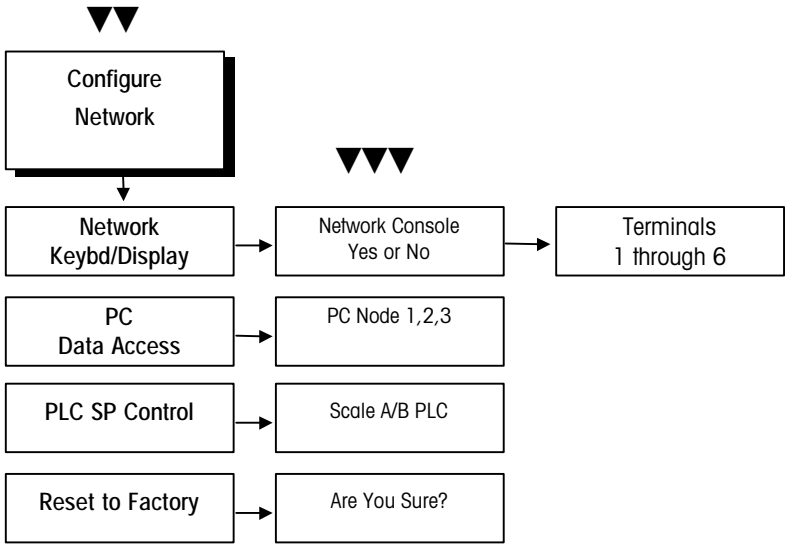 Configure
Network
Network
Keybd/Display
Network Console
Yes or No
Terminals
1 through 6
PC
Data Access
PC Node 1,2,3
PLC SP Control
Scale A/B PLC
Reset to Factory
Are You Sure?